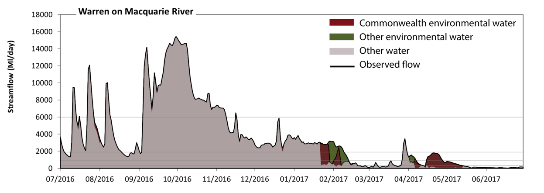 Warren on Macquarie River
Commonwealth environmental water
Other environmental water
Other water
Observed flow
Streamflow (Ml/day)
18000
16000
14000
12000
10000
8000
6000
4000
2000
0
07/2016 08/2016 09/2016 10/2016 11/2016 12/2016 01/2017 02/2017 03/2017 04/2017 05/2017 6/2017